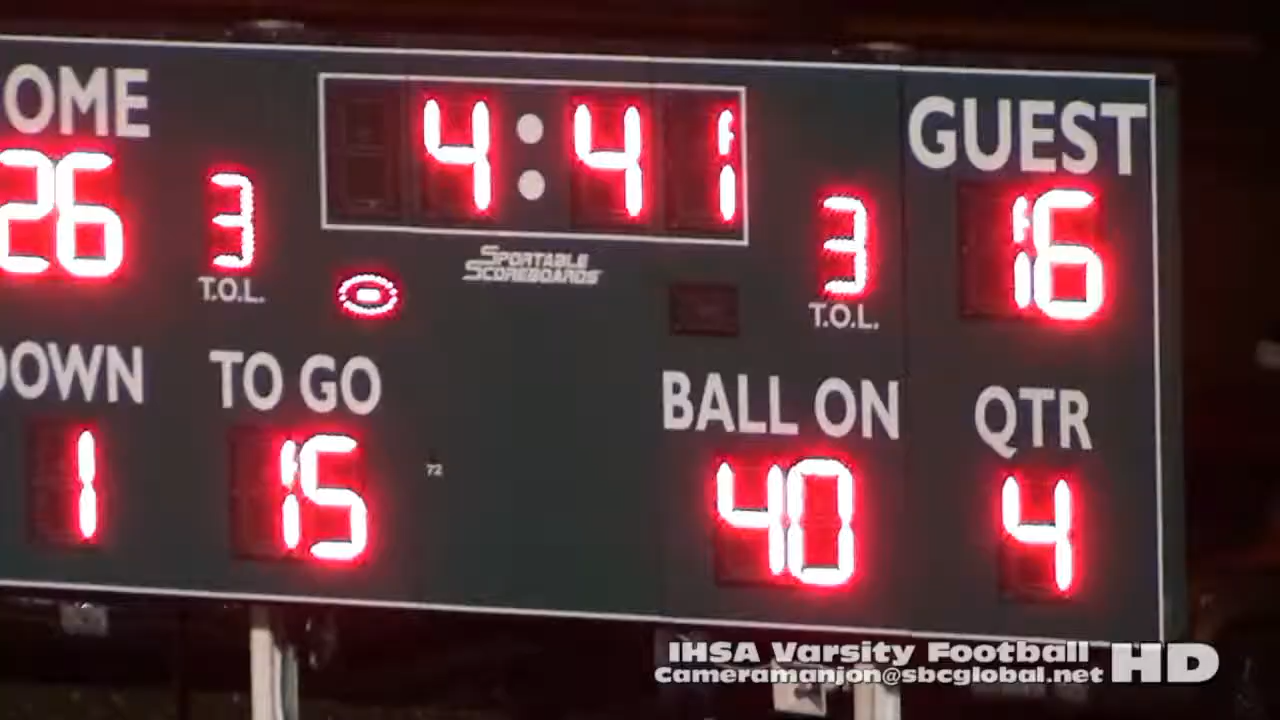 OME
4:41
GUEST
26
3
T.O.L.
SPORTABLE
SCOREBOARDS
3
T.O.L.
16
DOWN
TO GO
BALL ON
QTR
1
15
72
40
4
IHSA Varsity Football HD
cameramanjon@sbcglobal.net